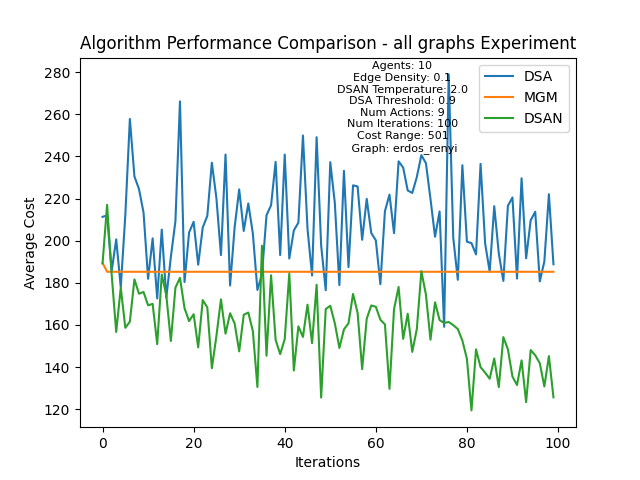 Algorithm Performance Comparison - all graphs Experiment
Agents: 10
Edge Density: 0.1
DSAN Temperature: 2.0
DSA Threshold: 0.9
Num Actions: 9
Num Iterations: 100
Cost Range: 501
Graph: erdos_renyi
DSA
MGM
DSAN
Average Cost
280
260
240
220
200
180
160
140
120
0 20 40 60 80 100
Iterations